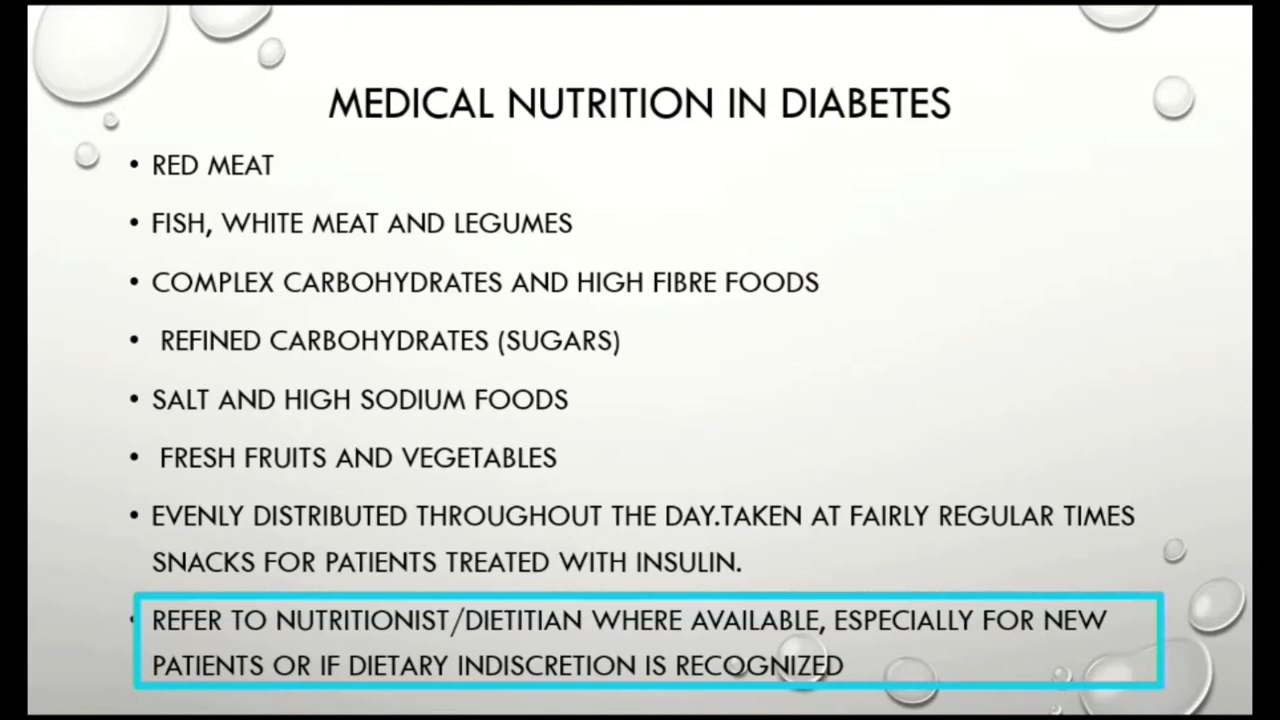 MEDICAL NUTRITION IN DIABETES
• RED MEAT
• FISH, WHITE MEAT AND LEGUMES
• COMPLEX CARBOHYDRATES AND HIGH FIBRE FOODS
• REFINED CARBOHYDRATES (SUGARS)
• SALT AND HIGH SODIUM FOODS
• FRESH FRUITS AND VEGETABLES
• EVENLY DISTRIBUTED THROUGHOUT THE DAY.TAKEN AT FAIRLY REGULAR TIMES
SNACKS FOR PATIENTS TREATED WITH INSULIN.
• REFER TO NUTRITIONIST/DIETITIAN WHERE AVAILABLE, ESPECIALLY FOR NEW
PATIENTS OR IF DIETARY INDISCRETION IS RECOGNIZED